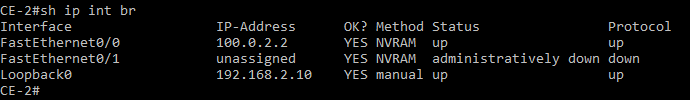 CE-2#sh ip int br
Interface                  IP-Address      OK? Method Status                Protocol
FastEthernet0/0            100.0.2.2       YES NVRAM  up                    up
FastEthernet0/1            unassigned      YES NVRAM  administratively down down
Loopback0                  192.168.2.10    YES manual up                    up
CE-2#